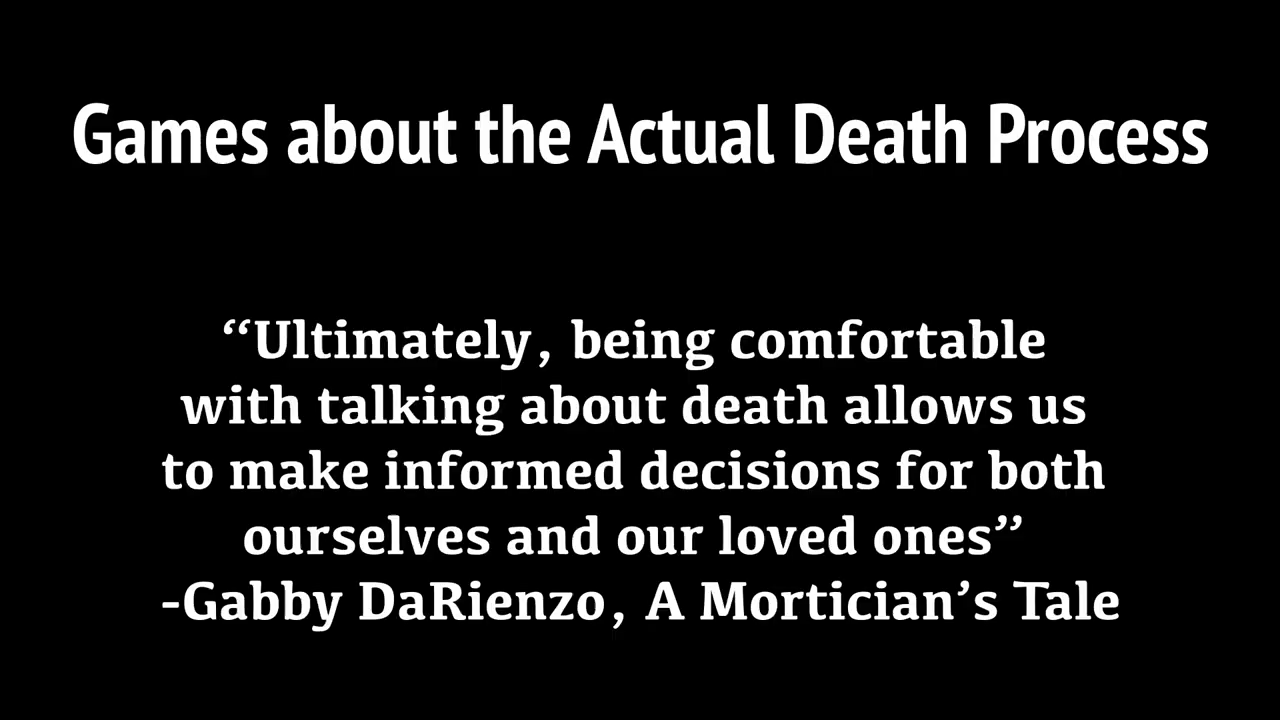 Games about the Actual Death Process
“Ultimately, being comfortable
with talking about death allows us
to make informed decisions for both
ourselves and our loved ones”
-Gabby DaRienzo, A Mortician’s Tale